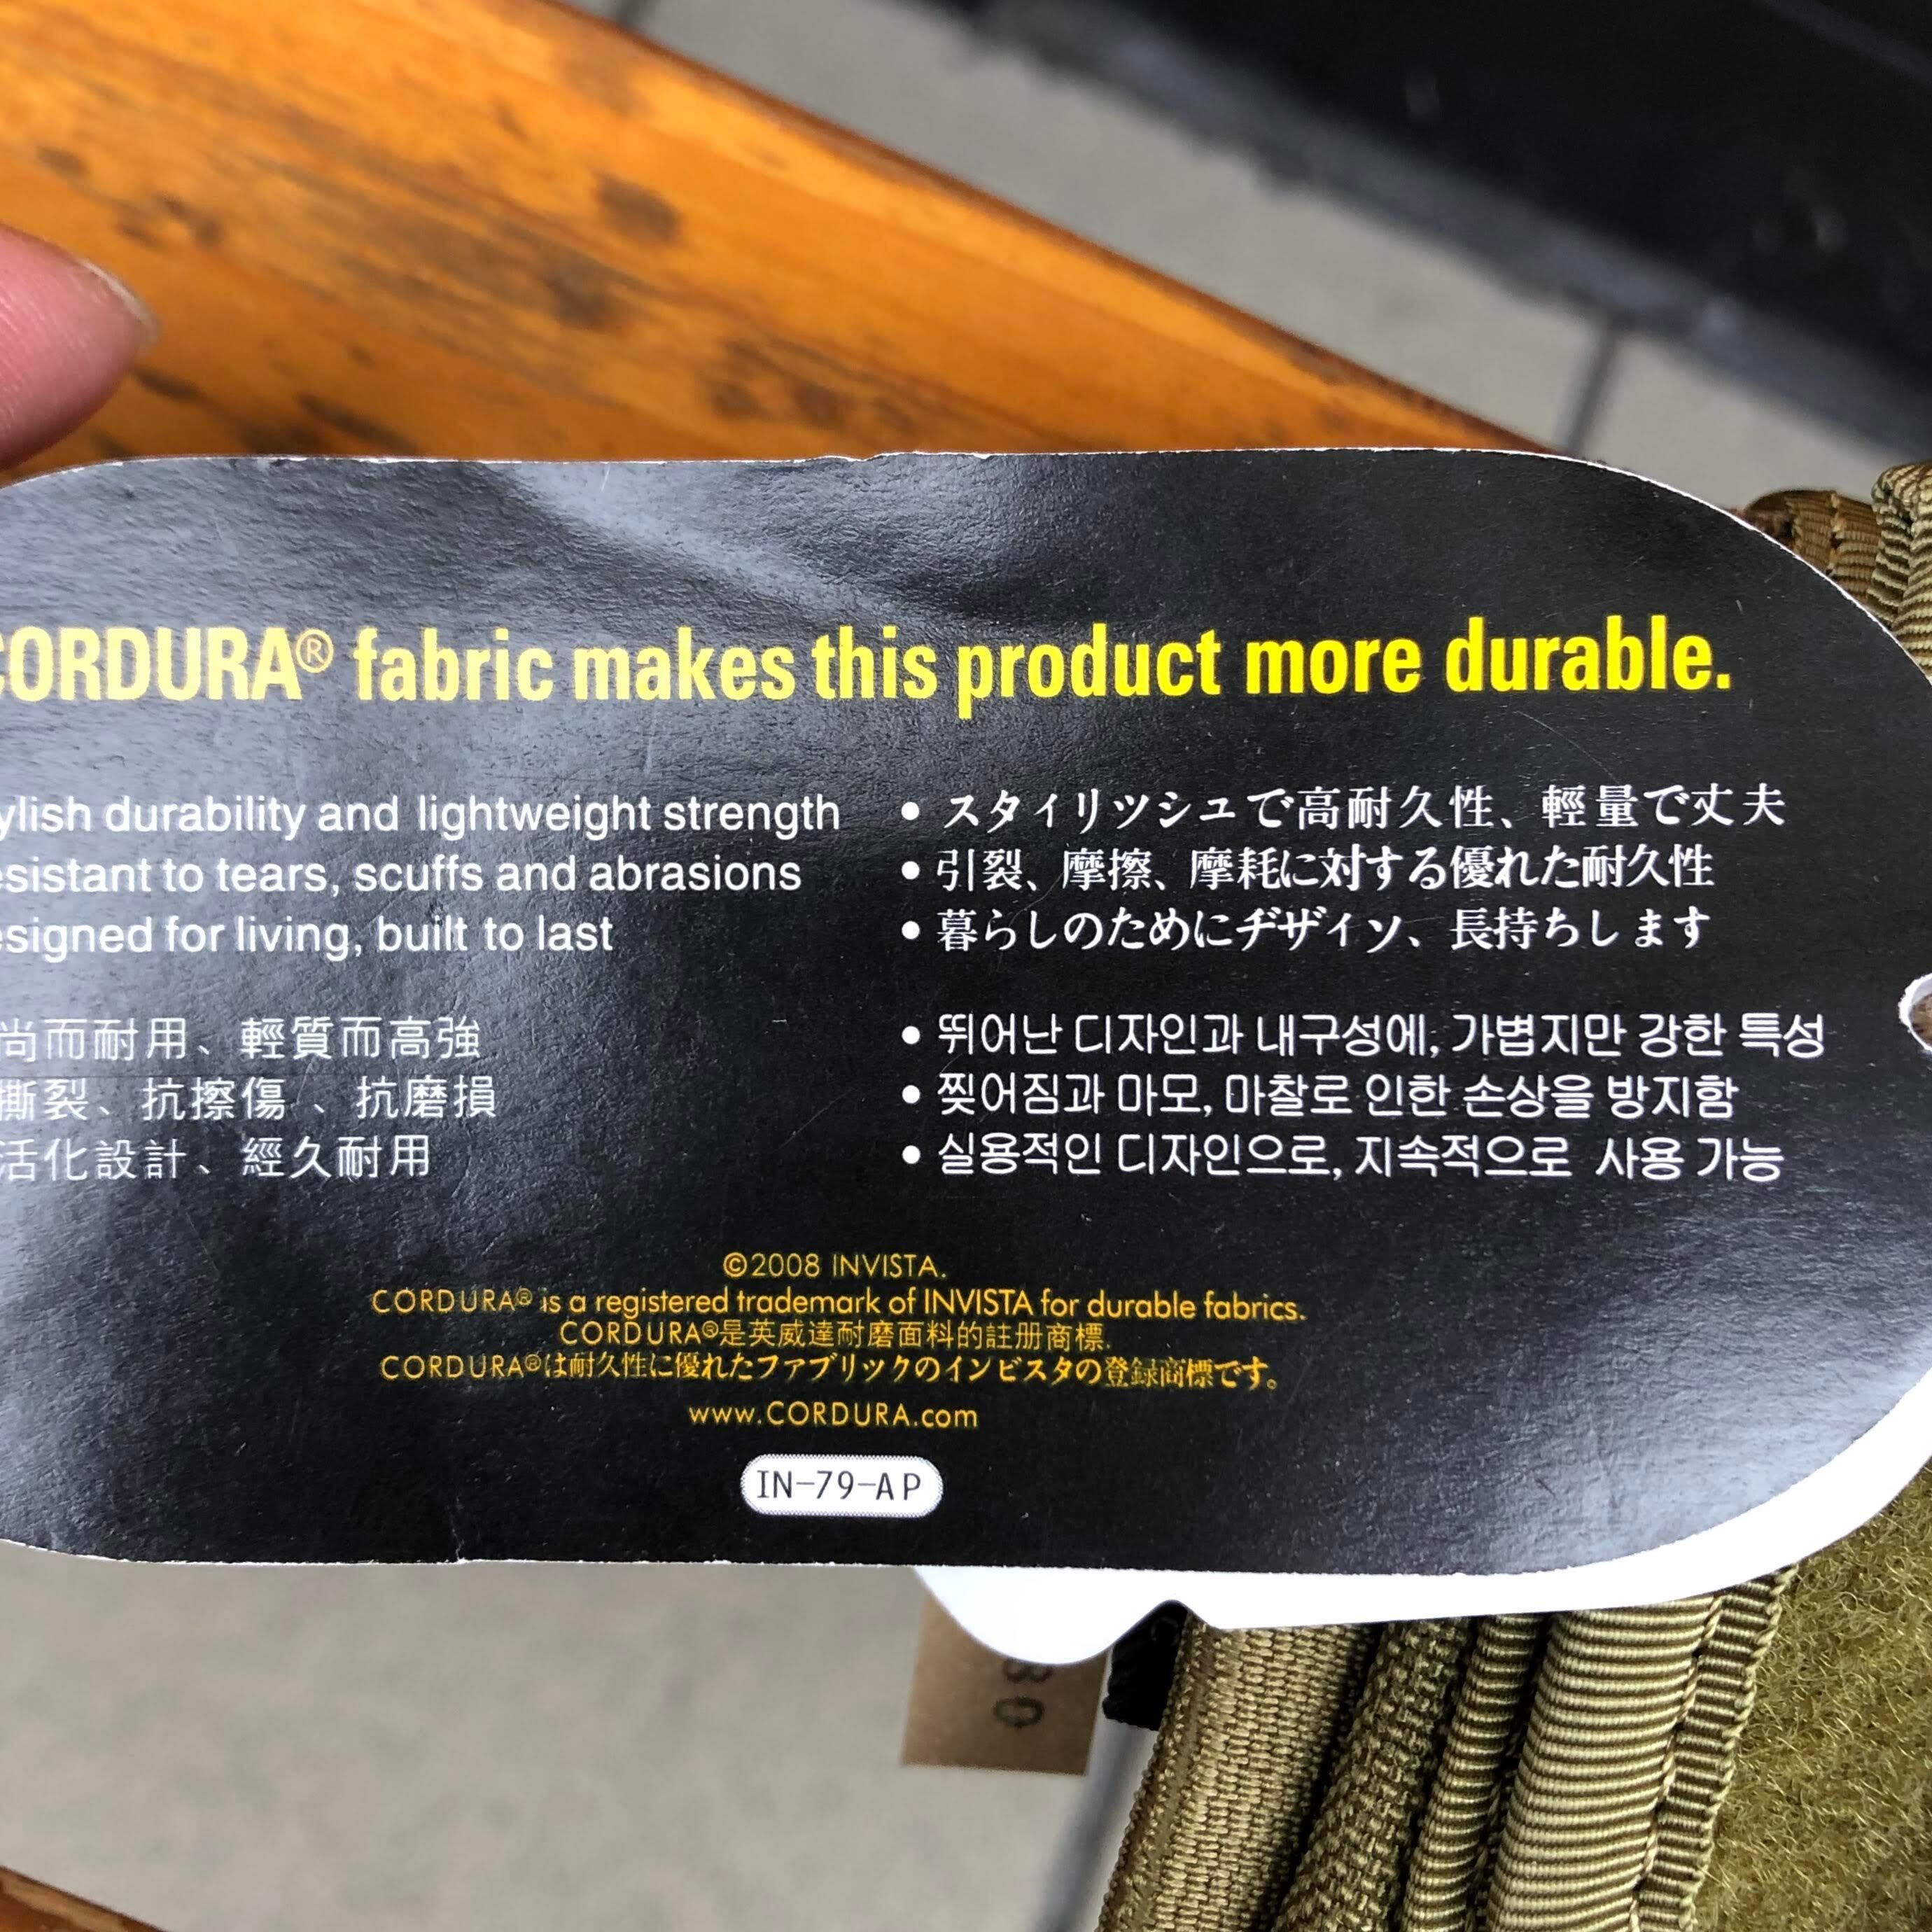 CORDURA® fabric makes this product more durable.
ylish durability and lightweight strength
esistant to tears, scuffs and abrasions
esigned for living, built to last
尚而耐用、輕質而高強
撕裂、抗擦傷、抗磨損
活化設計、經久耐用
• スタイリツシユで高耐久性、輕量で丈夫
• 引裂、摩擦、摩耗に対する優れた耐久性
• 暮らしのためにヂザィソ、長持ちします
• 뛰어난 디자인과 내구성에, 가볍지만 강한 특성
• 찢어짐과 마모, 마찰로 인한 손상을 방지함
• 실용적인 디자인으로, 지속적으로 사용 가능
©2008 INVISTA.
CORDURA® is a registered trademark of INVISTA for durable fabrics.
CORDURA®是英威達耐磨面料的註册商標.
CORDURA®は耐久性に優れたファブリックのインビスタの登録商標です。
www.CORDURA.com
IN-79-AP
30